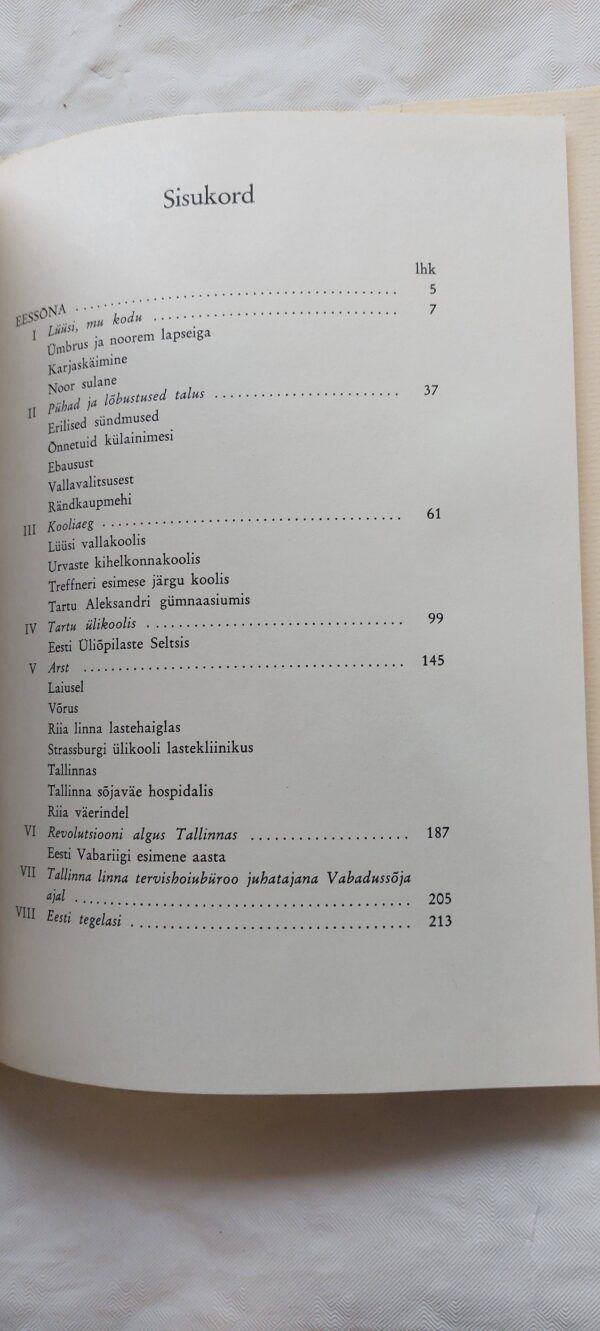 Sisukord
lhk
EESSÕNA . . . . . . . . . . . . . . . . . . . . . . . . . . . . . . . . . . . . . . . 5
I Lüüsi, mu kodu . . . . . . . . . . . . . . . . . . . . . . . . . . . . . . 7
Ümbrus ja noorem lapseiga
Karjaskäimine
Noor sulane
II Pühad ja lõbustused talus . . . . . . . . . . . . . . . . . . . . . . . 37
Erilised sündmused
Õnnetuid külainimesi
Ebausust
Vallavalitsusest
Rändkaupmehi
III Kooliaeg . . . . . . . . . . . . . . . . . . . . . . . . . . . . . . . . . . . . . 61
Lüüsi vallakoolis
Urvaste kihelkonnakoolis
Treffneri esimese järgu koolis
Tartu Aleksandri gümnaasiumis
IV Tartu ülikoolis . . . . . . . . . . . . . . . . . . . . . . . . . . . . . . . . 99
Eesti Üliõpilaste Seltsis
V Arst . . . . . . . . . . . . . . . . . . . . . . . . . . . . . . . . . . . . . . . 145
Laiusel
Võrus
Riia linna lastehaiglas
Strassburgi ülikooli lastekliinikus
Tallinnas
Tallinna sõjaväe hospidalis
Riia väerindel
VI Revolutsiooni algus Tallinnas . . . . . . . . . . . . . . . . . . . 187
Eesti Vabariigi esimene aasta
VII Tallinna linna tervishoiubüroo juhatajana Vabadussõja
ajal . . . . . . . . . . . . . . . . . . . . . . . . . . . . . . . . . . . . . . . . 205
VIII Eesti tegelasi . . . . . . . . . . . . . . . . . . . . . . . . . . . . . . . . . 213